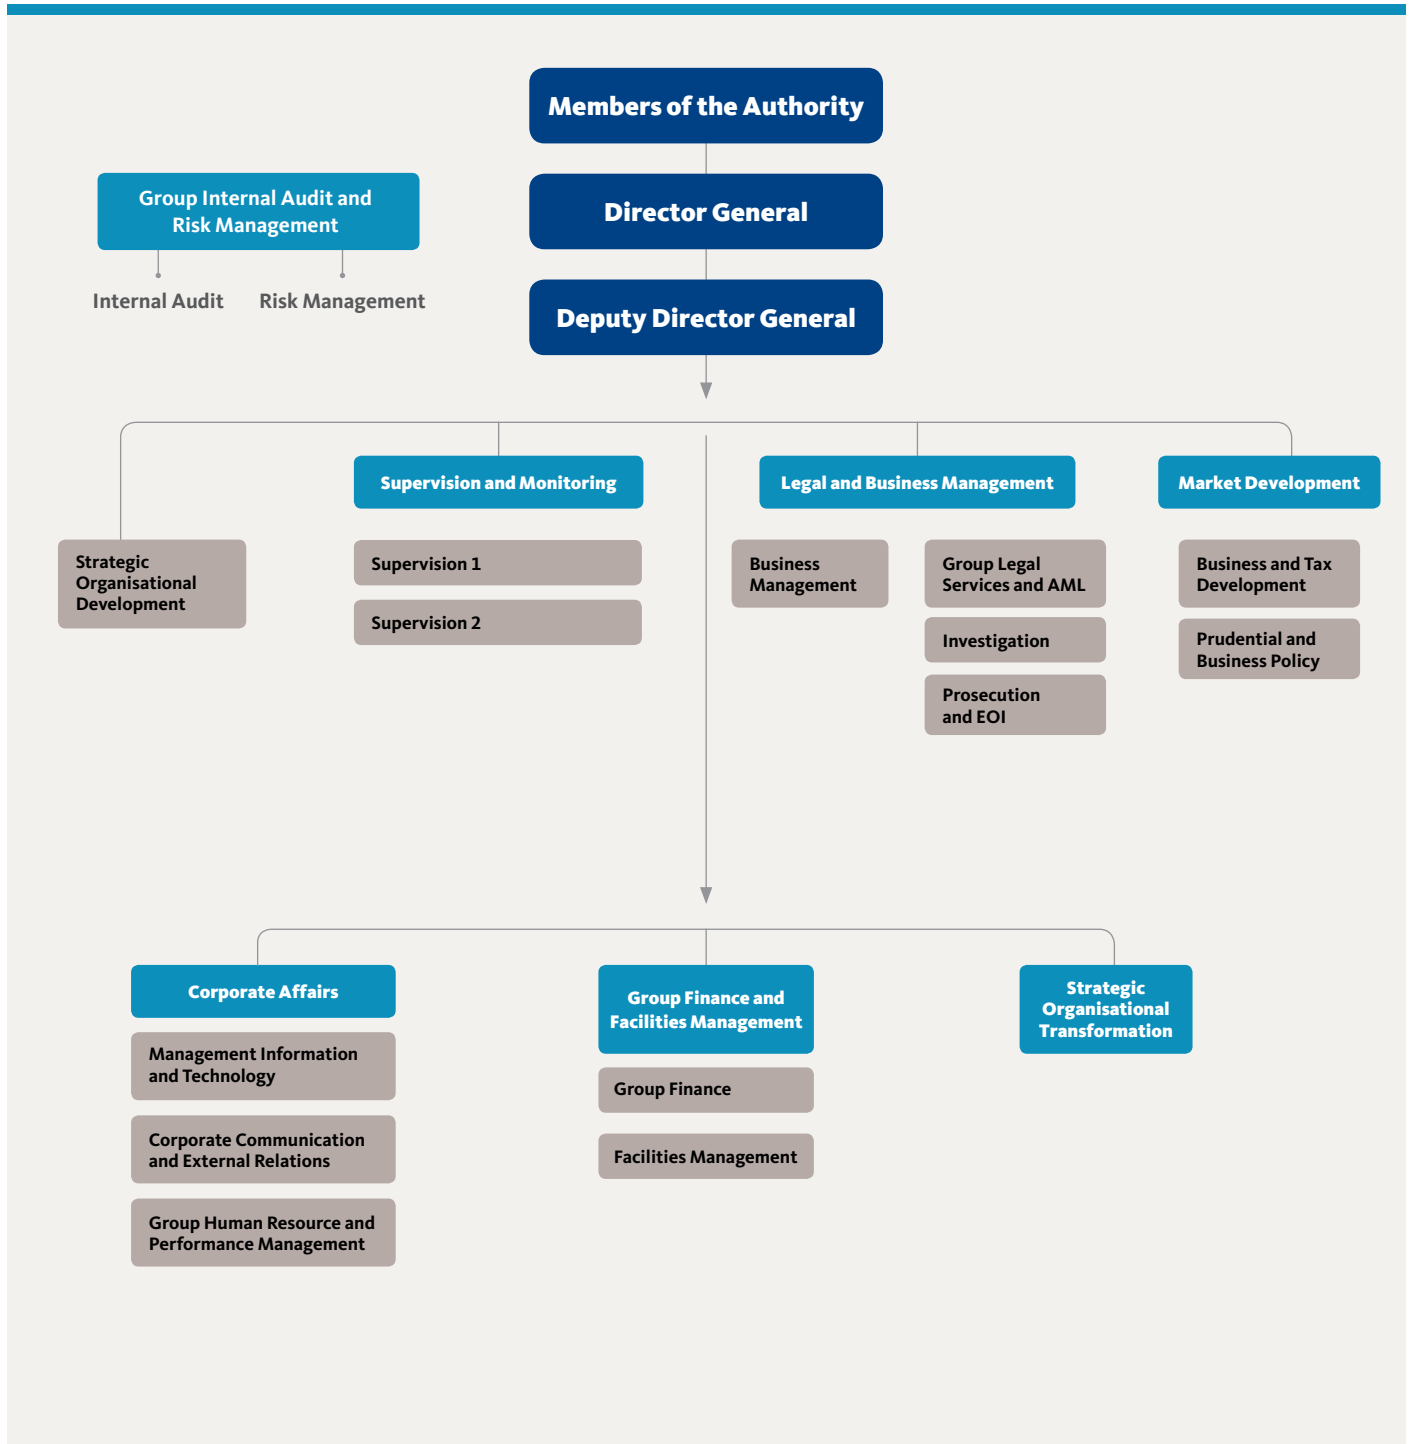 Members of the Authority
Group Internal Audit and
Risk Management
Internal Audit
Risk Management
Director General
Deputy Director General
Strategic
Organisational
Development
Supervision and Monitoring
Supervision 1
Supervision 2
Legal and Business Management
Business
Management
Group Legal
Services and AML
Investigation
Prosecution
and EOI
Market Development
Business and Tax
Development
Prudential and
Business Policy
Corporate Affairs
Management Information
and Technology
Corporate Communication
and External Relations
Group Human Resource and
Performance Management
Group Finance and
Facilities Management
Group Finance
Facilities Management
Strategic
Organisational
Transformation